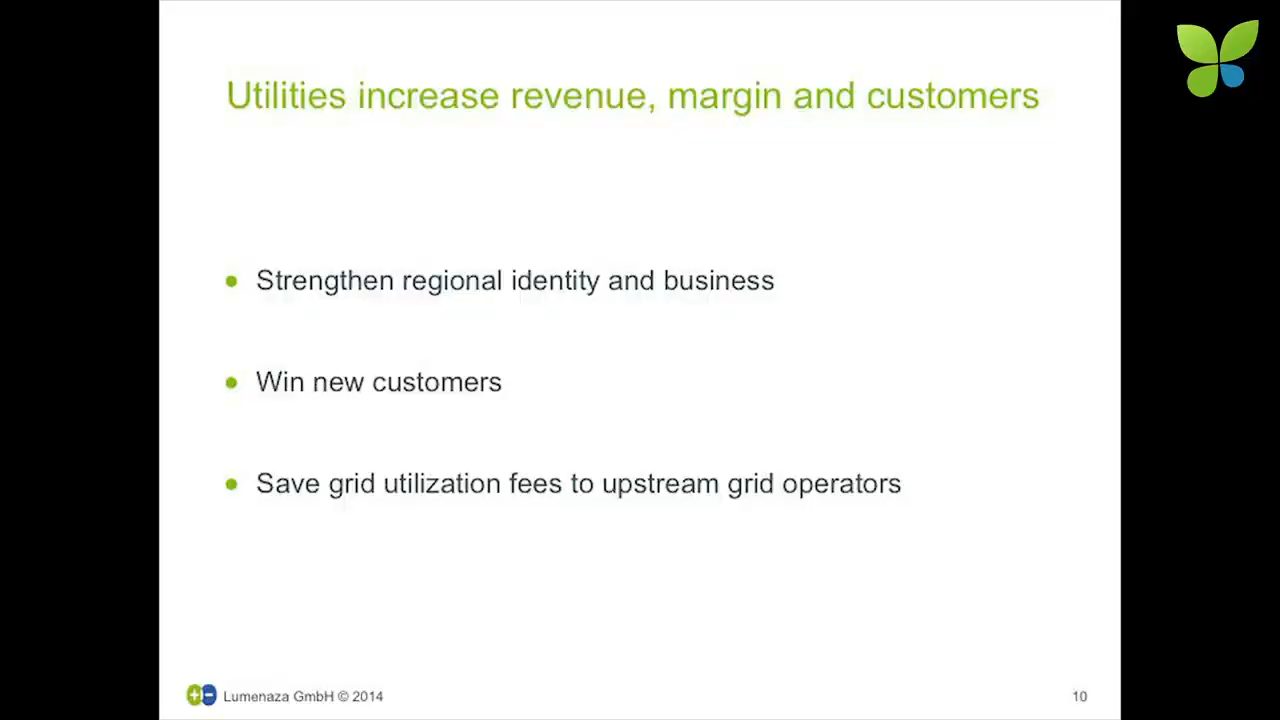 Utilities increase revenue, margin and customers
• Strengthen regional identity and business
• Win new customers
• Save grid utilization fees to upstream grid operators
Lumenaza GmbH © 2014
10